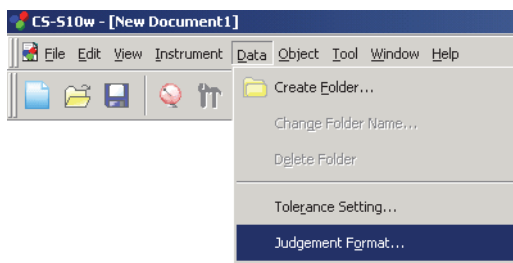 CS-S10w - [New Document1]
File Edit View Instrument Data Object Tool Window Help
Create Folder...
Change Folder Name...
Delete Folder
Tolerance Setting...
Judgement Format...